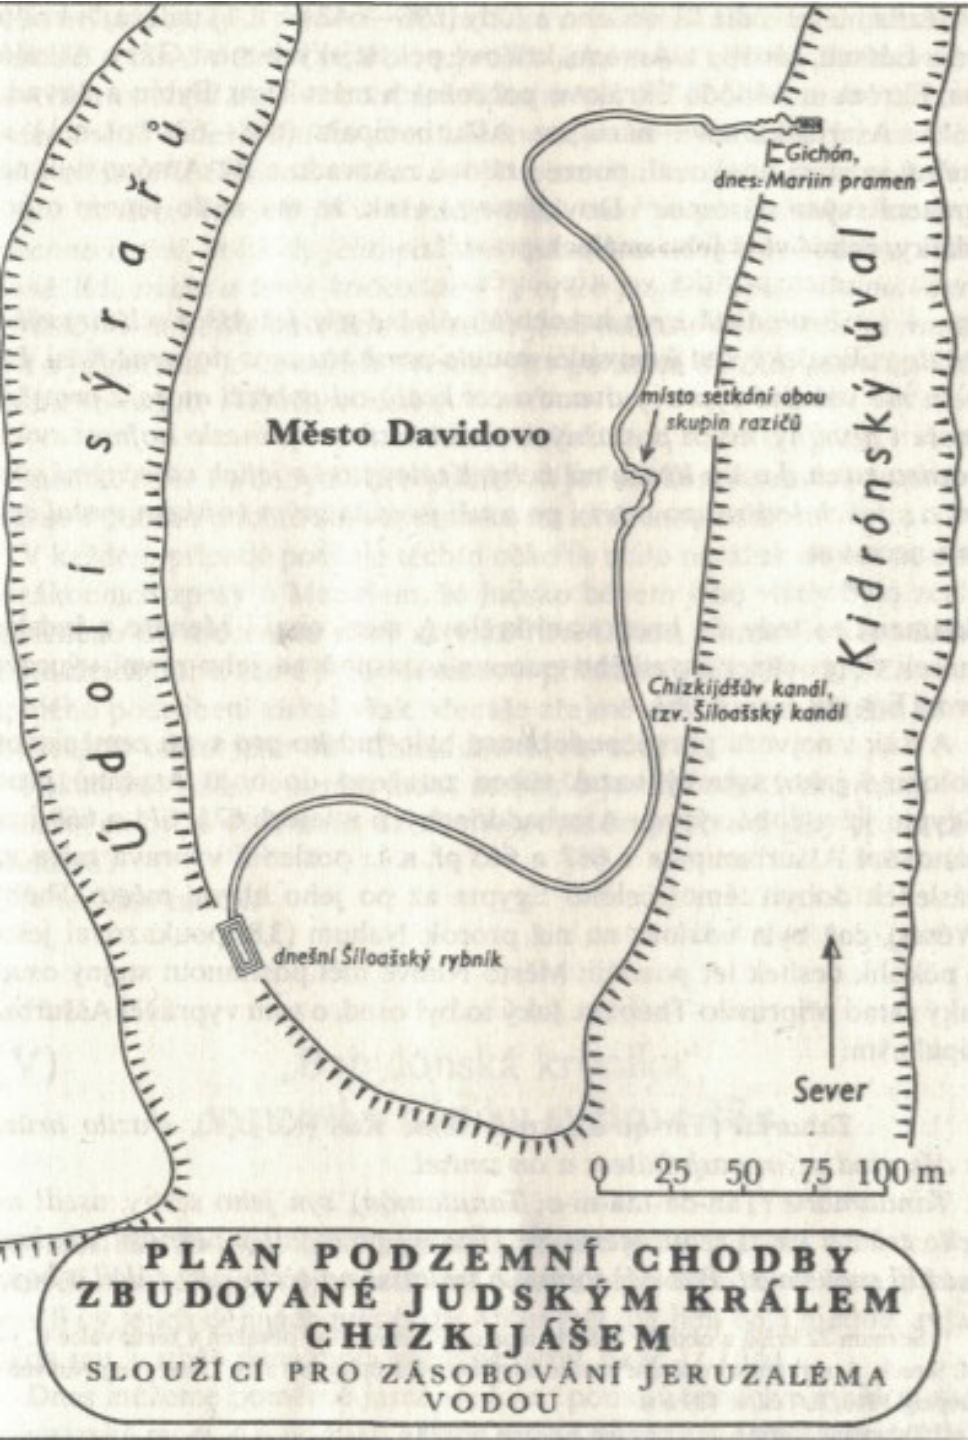 Gichón,
dnes: Mariin pramen
Údolí sýrařů
Kidrónský úval
místo setkání obou
skupin razičů
Město Davidovo
Chizkijášův kanál,
tzv. Šíloašský kanál
dnešní Šíloašský rybník
Sever
0 25 50 75 100 m
PLÁN PODZEMNÍ CHODBY
ZBUDOVANÉ JUDSKÝM KRÁLEM
CHIZKIJÁŠEM
SLOUŽÍCÍ PRO ZÁSOBOVÁNÍ JERUZALÉMA
VODOU